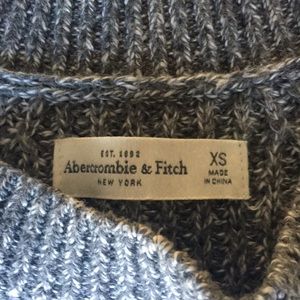 EST. 1892
Abercrombie & Fitch
NEW YORK
XS
MADE
IN CHINA